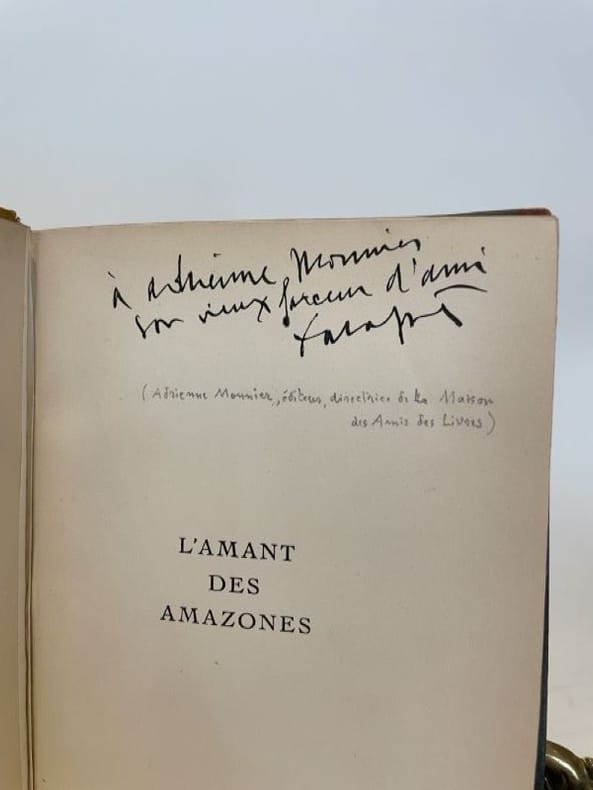 à Adrienne Monnier
son vieux farceur d'ami
(Adrienne Monnier, éditeur, directrice de la Maison
des Amis des Livres)
L'AMANT
DES
AMAZONES